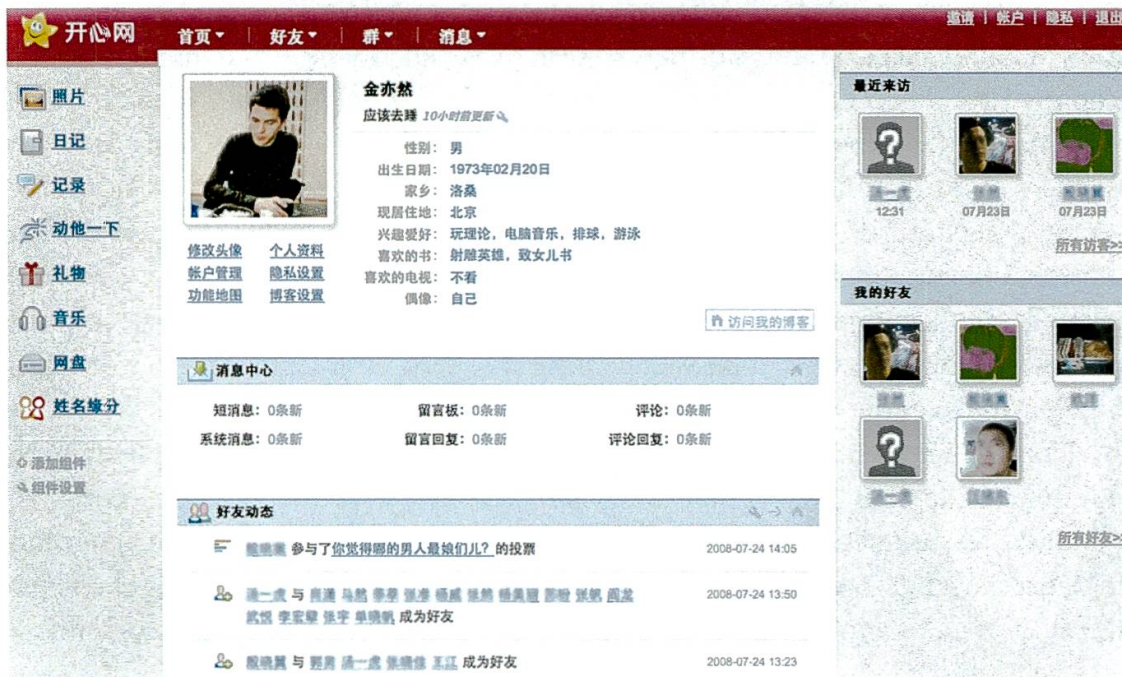 开心网
首页 好友 群 消息
邀请 | 帐户 | 隐私 | 退出
照片
日记
记录
动他一下
礼物
音乐
网盘
姓名缘分
添加组件
组件设置
修改头像 个人资料
帐户管理 隐私设置
功能地图 博客设置
金亦然
应该去睡 10小时前更新
性别: 男
出生日期: 1973年02月20日
家乡: 洛桑
现居住地: 北京
兴趣爱好: 玩理论,电脑音乐,排球,游泳
喜欢的书: 射雕英雄,致女儿书
喜欢的电视: 不看
偶像: 自己
访问我的博客
消息中心
短消息: 0条新 留言板: 0条新 评论: 0条新
系统消息: 0条新 留言回复: 0条新 评论回复: 0条新
好友动态
参与了你觉得哪的男人最娘们儿? 的投票 2008-07-24 14:05
与 2008-07-24 13:50
成为好友
与 成为好友 2008-07-24 13:23
最近来访
12:31 07月23日 07月23日
所有访客>>
我的好友
所有好友>>